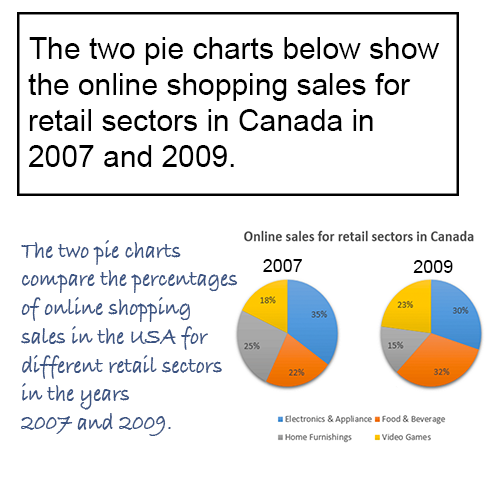 The two pie charts below show
the online shopping sales for
retail sectors in Canada in
2007 and 2009.
The two pie charts
compare the percentages
of online shopping
sales in the USA for
different retail sectors
in the years
2007 and 2009.
Online sales for retail sectors in Canada
2007
2009
18%
35%
25%
22%
23%
30%
15%
32%
Electronics & Appliance Food & Beverage
Home Furnishings Video Games